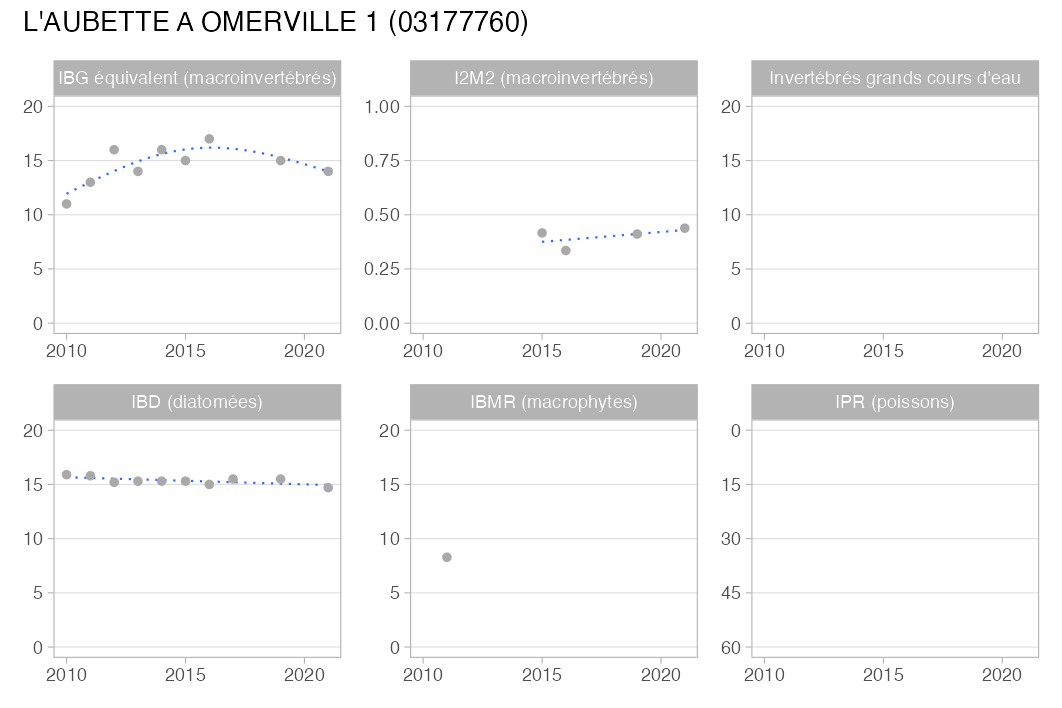 L'AUBETTE A OMERVILLE 1 (03177760)
IBG équivalent (macroinvertébrés)
20
15
10
5
0
2010 2015 2020
I2M2 (macroinvertébrés)
1.00
0.75
0.50
0.25
0.00
2010 2015 2020
Invertébrés grands cours d'eau
20
15
10
5
0
2010 2015 2020
IBD (diatomées)
20
15
10
5
0
2010 2015 2020
IBMR (macrophytes)
20
15
10
5
0
2010 2015 2020
IPR (poissons)
0
15
30
45
60
2010 2015 2020